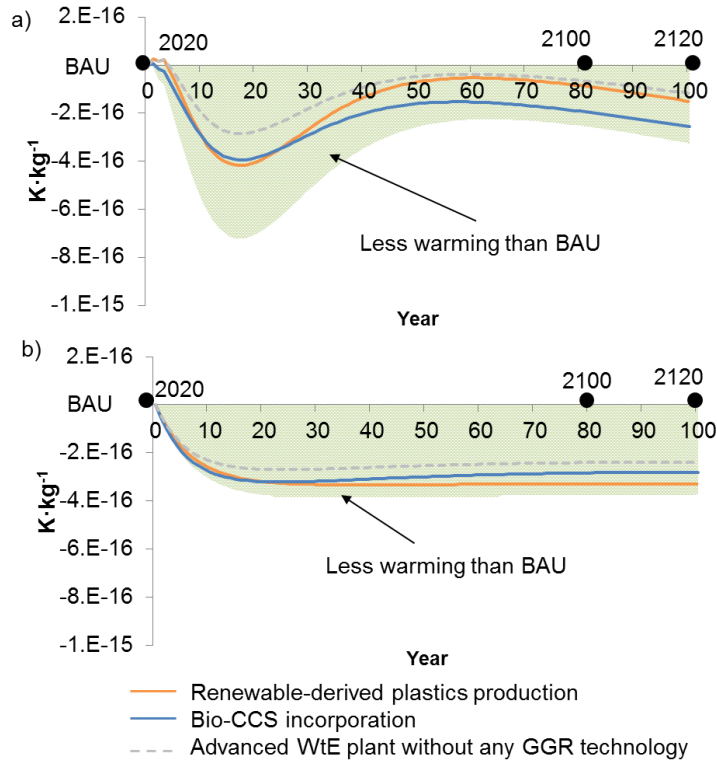 a)
2.E-16
2020
2100
2120
BAU
0 10 20 30 40 50 60 70 80 90 100
-2.E-16
-4.E-16
-6.E-16
-8.E-16
-1.E-15
K·kg-1
Less warming than BAU
Year
b)
2.E-16
2020
2100
2120
BAU
0 10 20 30 40 50 60 70 80 90 100
-2.E-16
-4.E-16
-6.E-16
-8.E-16
-1.E-15
K·kg-1
Less warming than BAU
Year
Renewable-derived plastics production
Bio-CCS incorporation
Advanced WtE plant without any GGR technology